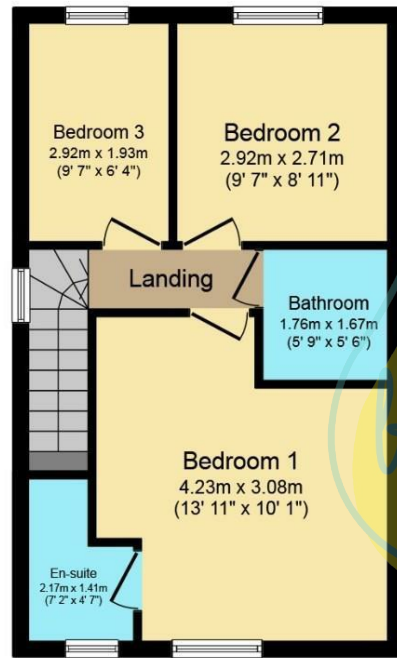 Bedroom 3
2.92m x 1.93m
(9' 7" x 6' 4")
Bedroom 2
2.92m x 2.71m
(9' 7" x 8' 11")
Landing
Bathroom
1.76m x 1.67m
(5' 9" x 5' 6")
Bedroom 1
4.23m x 3.08m
(13' 11" x 10' 1")
En-suite
2.17m x 1.41m
(7' 2" x 4' 7")